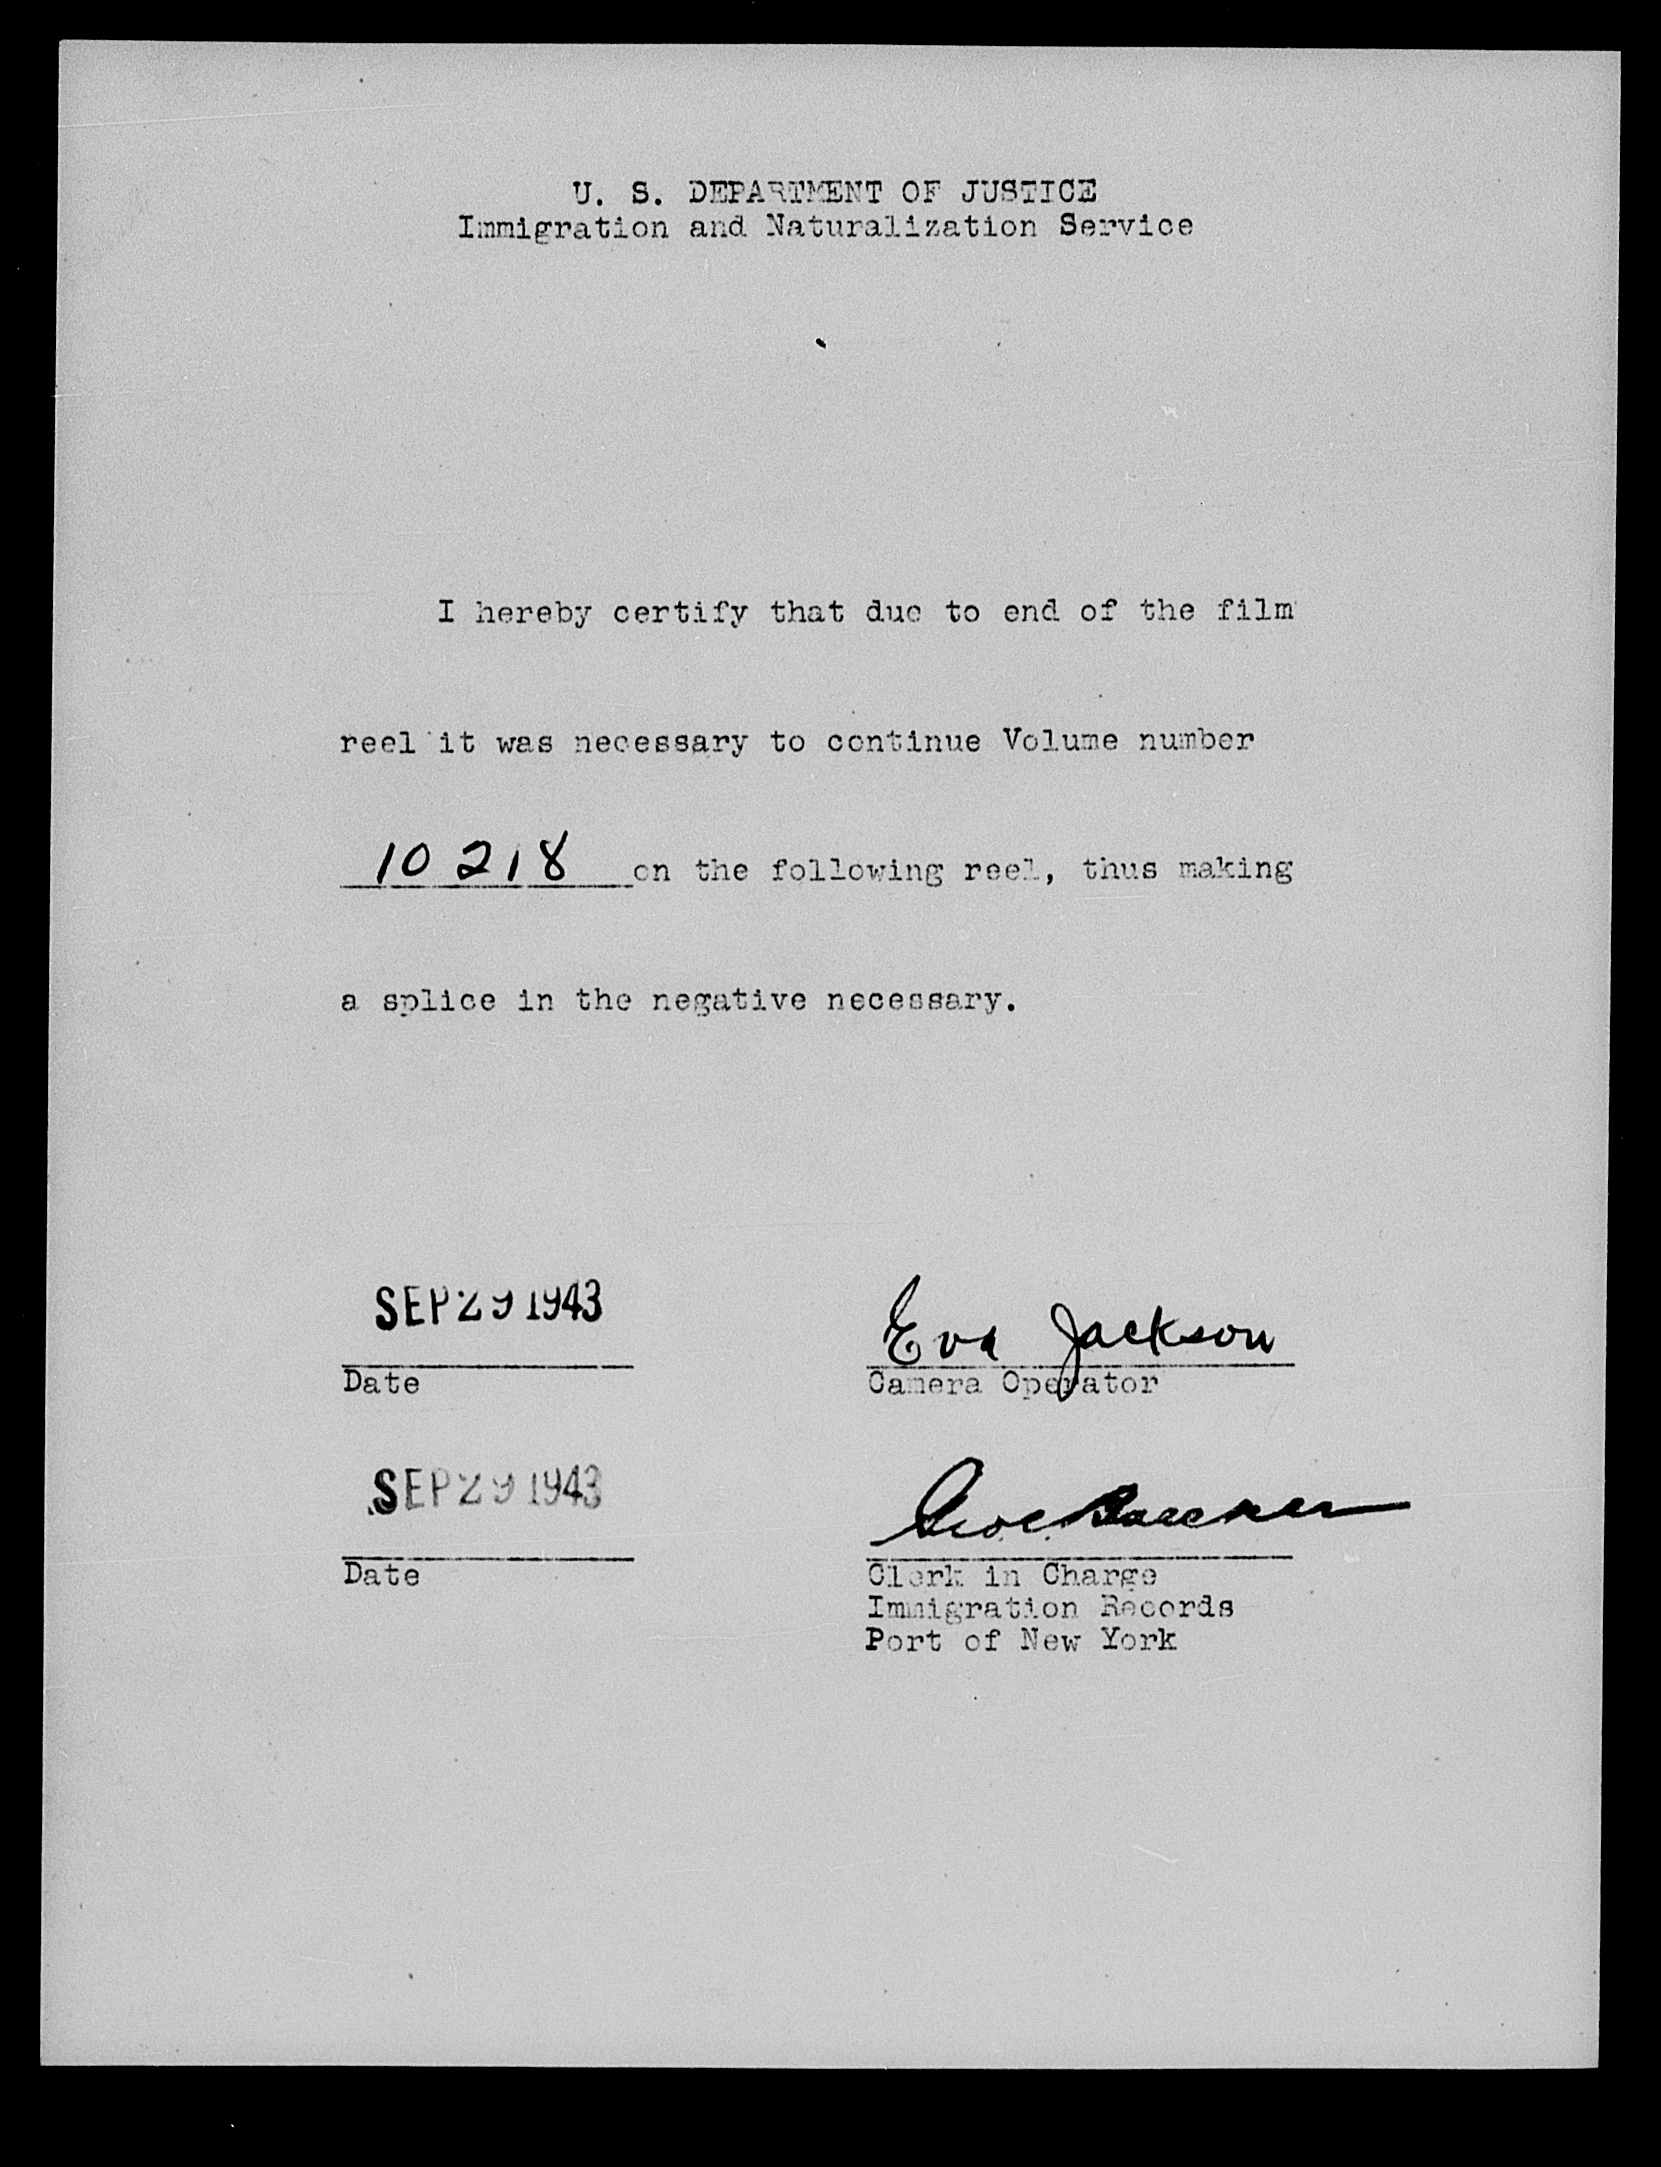 U. S. DEPARTMENT OF JUSTICE
Immigration and Naturalization Service
I hereby certify that due to end of the film
reel it was necessary to continue Volume number
10218 on the following reel, thus making
a splice in the negative necessary.
SEP 29 1943 Eva Jackson
Date Camera Operator
SEP 29 1943
Date Clerk in Charge
Immigration Records
Port of New York